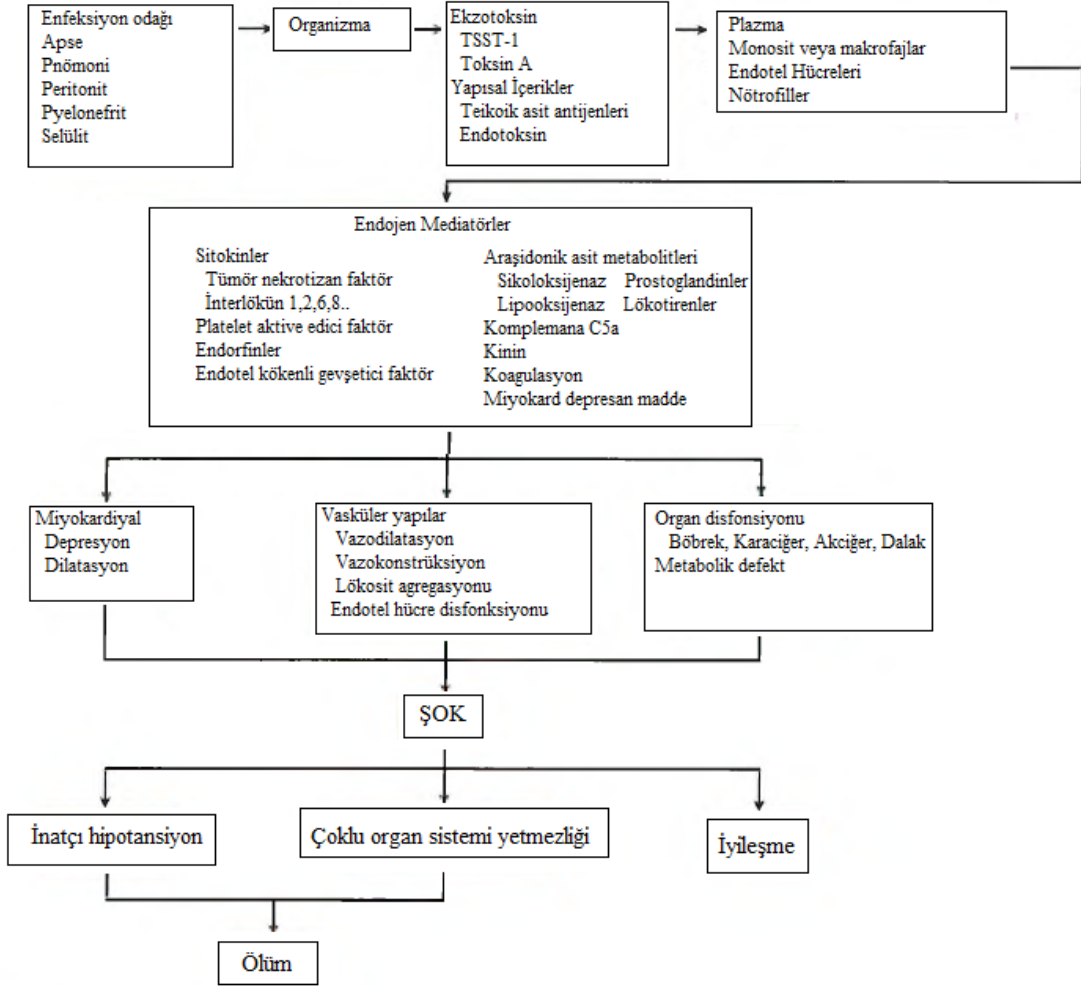 Enfeksiyon odağı
Apse
Pnömoni
Peritonit
Pyelonefrit
Selülit
Organizma
Ekzotoksin
TSST-1
Toksin A
Yapısal İçerikler
Teikoik asit antijenleri
Endotoksin
Plazma
Monosit veya makrofajlar
Endotel Hücreleri
Nötrofiller
Endojen Mediatörler
Sitokinler
Tümör nekrotizan faktör
İnterlökün 1,2,6,8..
Platelet aktive edici faktör
Endorfinler
Endotel kökenli gevşetici faktör
Araşidonik asit metabolitleri
Sikoloksijenaz Prostoglandinler
Lipooksijenaz Lökotirenler
Komplemana C5a
Kinin
Koagulasyon
Miyokard depresan madde
Miyokardiyal
Depresyon
Dilatasyon
Vasküler yapılar
Vazodilatasyon
Vazokonstrüksiyon
Lökosit agregasyonu
Endotel hücre disfonksiyonu
Organ disfonsiyonu
Böbrek, Karaciğer, Akciğer, Dalak
Metabolik defekt
ŞOK
İnatçı hipotansiyon
Çoklu organ sistemi yetmezliği
İyileşme
Ölüm